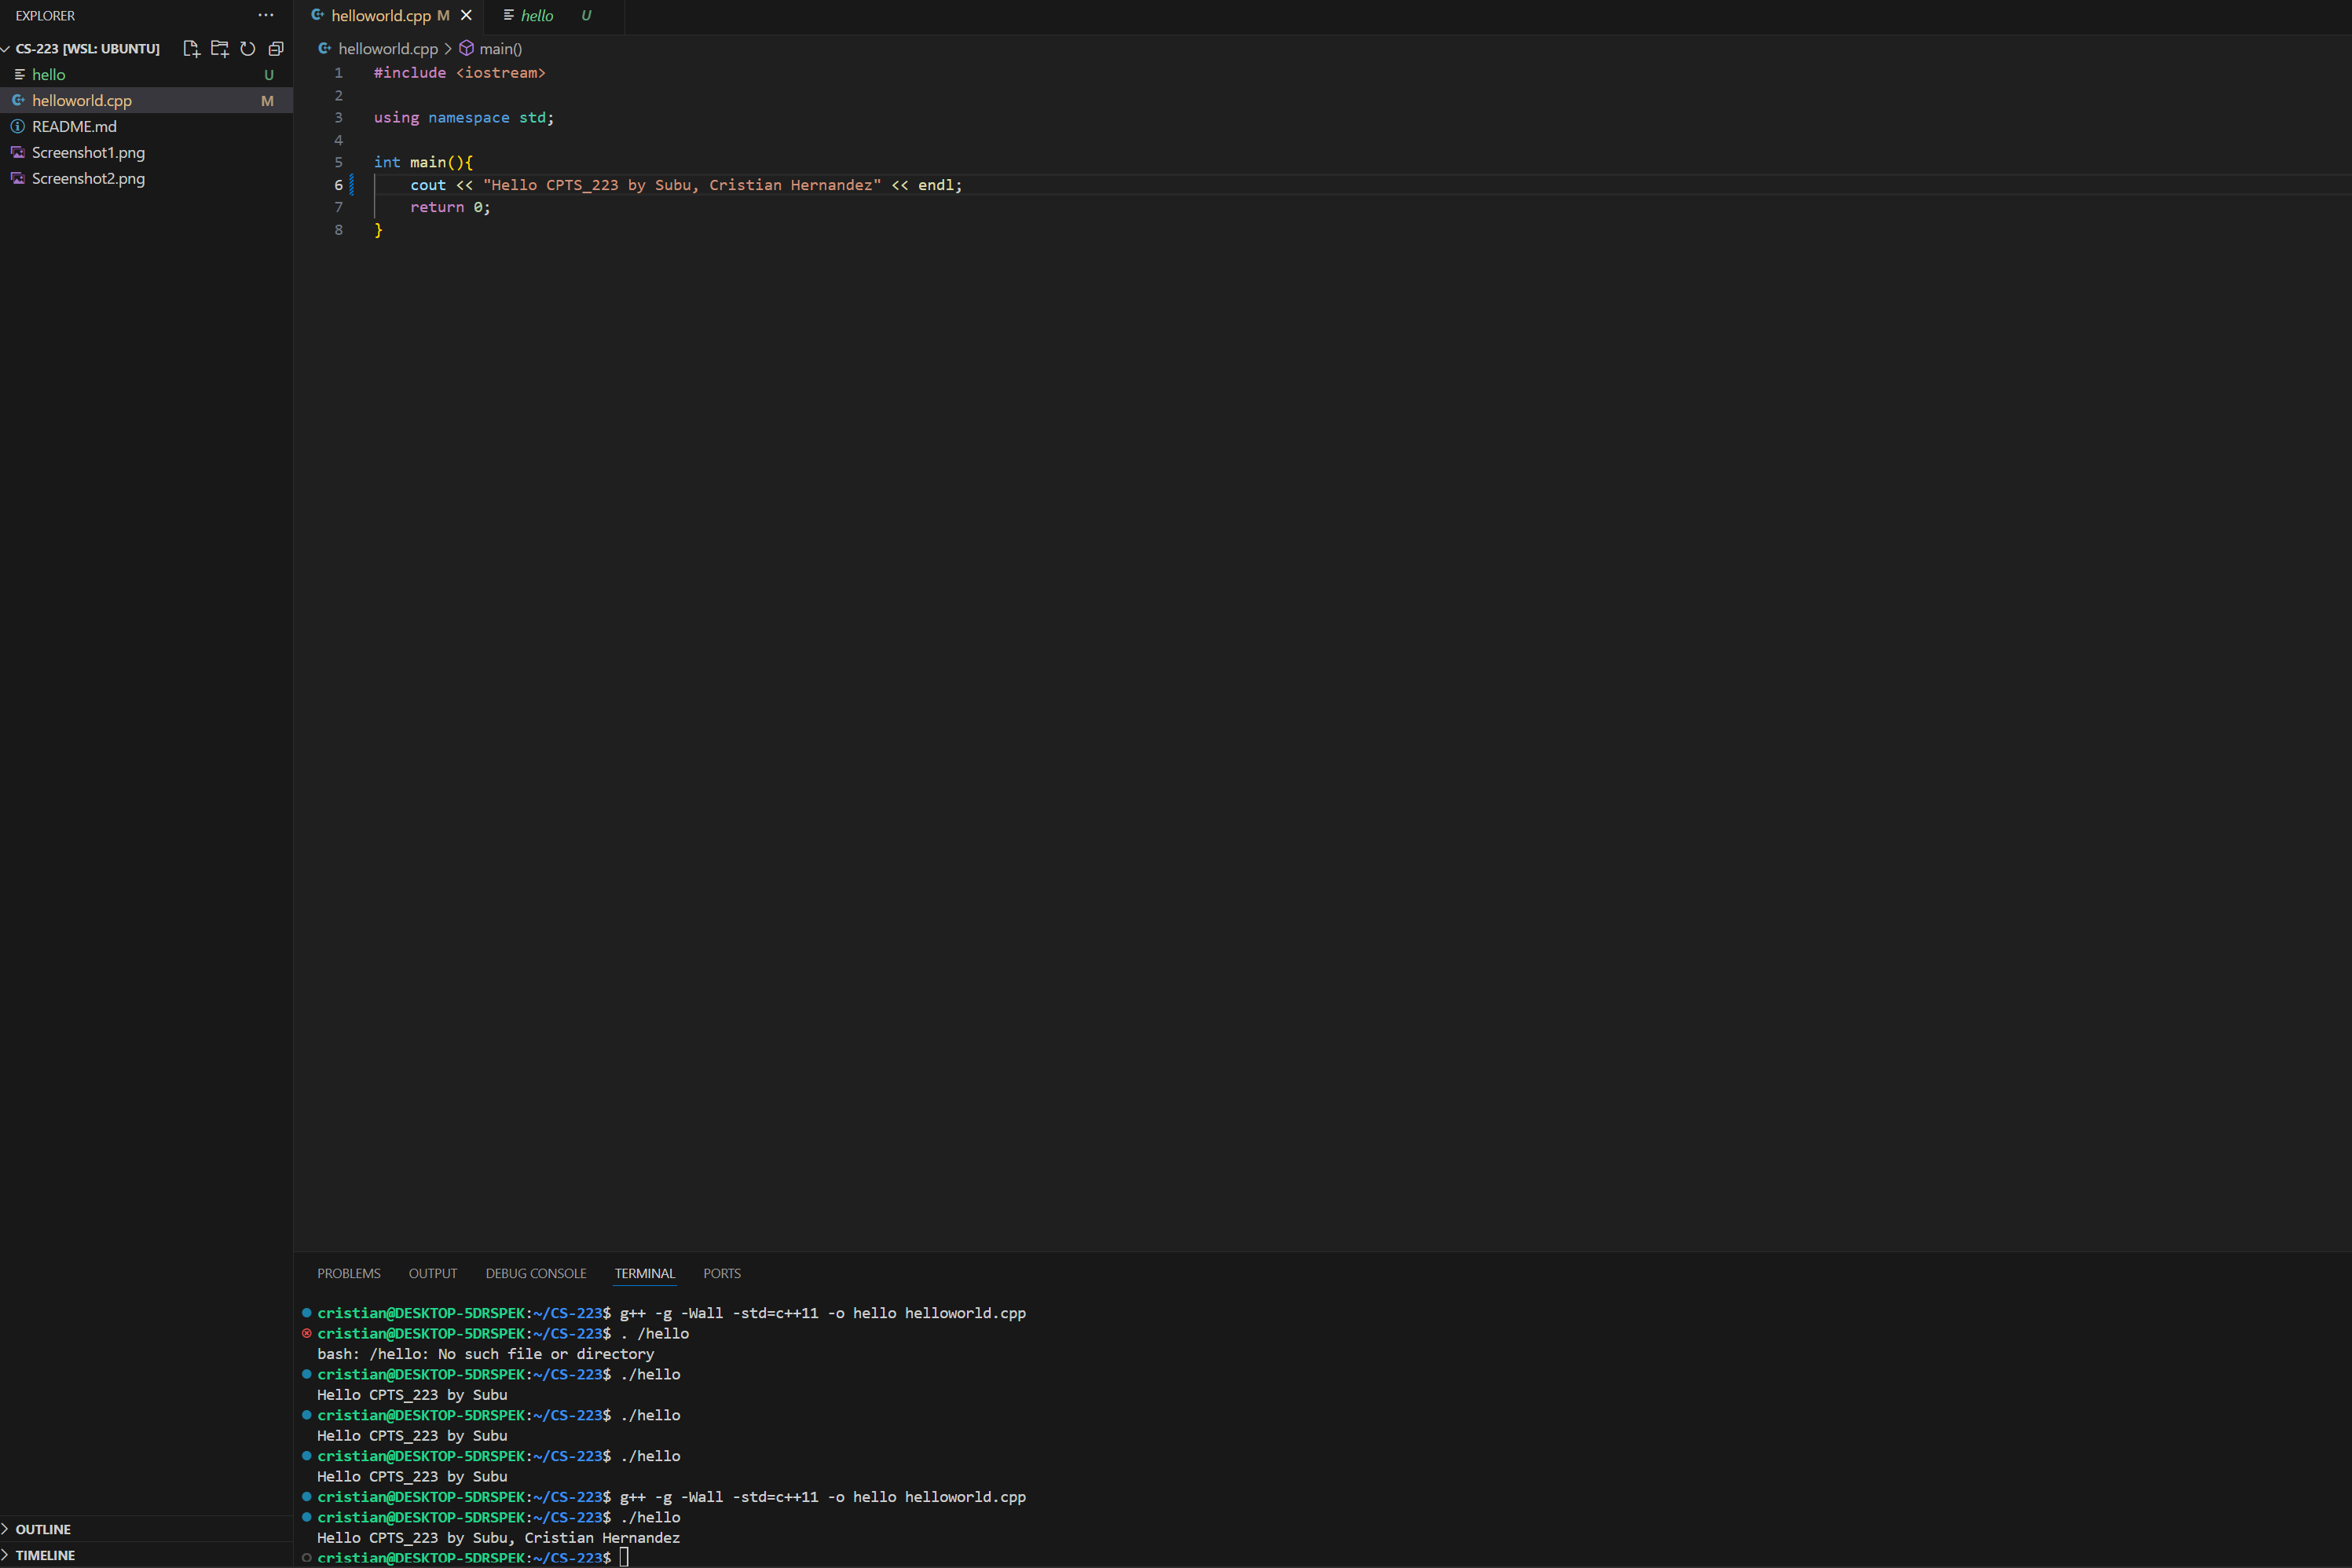 EXPLORER
CS-223 [WSL: UBUNTU]
hello U
helloworld.cpp M
README.md
Screenshot1.png
Screenshot2.png
OUTLINE
TIMELINE
helloworld.cpp M
hello U
helloworld.cpp > main()
1 #include <iostream>
2
3 using namespace std;
4
5 int main(){
6     cout << "Hello CPTS_223 by Subu, Cristian Hernandez" << endl;
7     return 0;
8 }
PROBLEMS OUTPUT DEBUG CONSOLE TERMINAL PORTS
cristian@DESKTOP-5DRSPEK:~/CS-223$ g++ -g -Wall -std=c++11 -o hello helloworld.cpp
cristian@DESKTOP-5DRSPEK:~/CS-223$ . /hello
bash: /hello: No such file or directory
cristian@DESKTOP-5DRSPEK:~/CS-223$ ./hello
Hello CPTS_223 by Subu
cristian@DESKTOP-5DRSPEK:~/CS-223$ ./hello
Hello CPTS_223 by Subu
cristian@DESKTOP-5DRSPEK:~/CS-223$ ./hello
Hello CPTS_223 by Subu
cristian@DESKTOP-5DRSPEK:~/CS-223$ g++ -g -Wall -std=c++11 -o hello helloworld.cpp
cristian@DESKTOP-5DRSPEK:~/CS-223$ ./hello
Hello CPTS_223 by Subu, Cristian Hernandez
cristian@DESKTOP-5DRSPEK:~/CS-223$